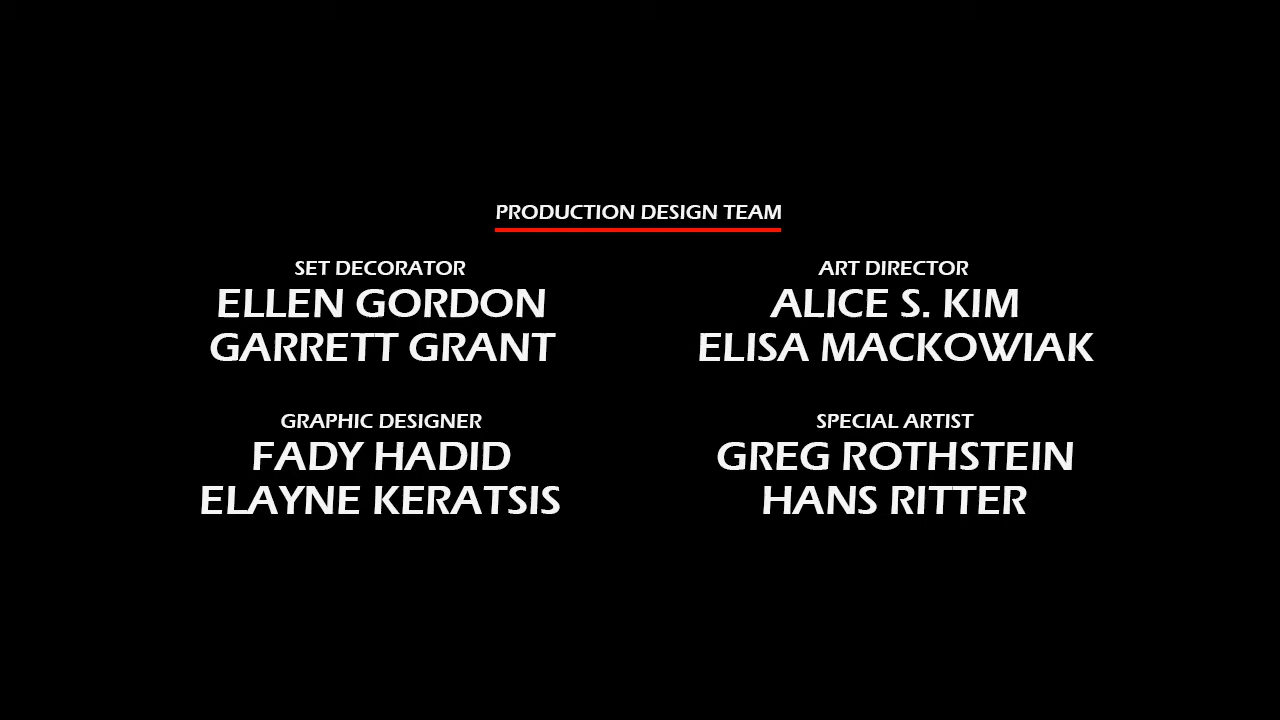 PRODUCTION DESIGN TEAM
SET DECORATOR
ELLEN GORDON
GARRETT GRANT
ART DIRECTOR
ALICE S. KIM
ELISA MACKOWIAK
GRAPHIC DESIGNER
FADY HADID
ELAYNE KERATSIS
SPECIAL ARTIST
GREG ROTHSTEIN
HANS RITTER